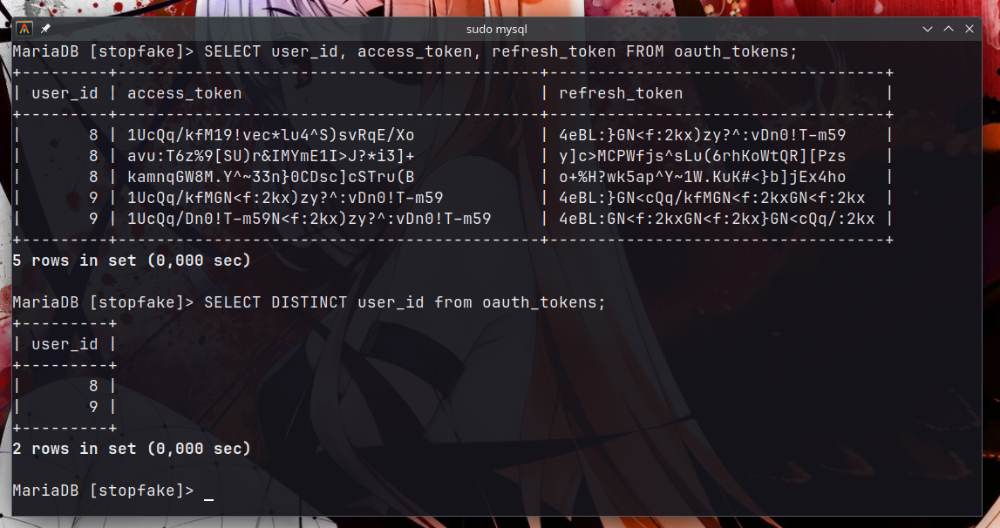 sudo mysql
MariaDB [stopfake]> SELECT user_id, access_token, refresh_token FROM oauth_tokens;
+---------+--------------------------------------------+-----------------------------------+
| user_id | access_token                               | refresh_token                     |
+---------+--------------------------------------------+-----------------------------------+
|       8 | 1UcQq/kfM19!vec*lu4^S)svRqE/Xo             | 4eBL:}GN<f:2kx)zy?^:vDn0!T-m59    |
|       8 | avu:T6z%9[SU)r&IMYmE1I>J?*i3]+             | y]c>MCPWfjs^sLu(6rhKoWtQR][Pzs    |
|       8 | kamnqGW8M.Y^~33n}0CDsc]cSTru(B             | o+%H?wk5ap^Y~1W.KuK#<}b]jEx4ho    |
|       9 | 1UcQq/kfMGN<f:2kx)zy?^:vDn0!T-m59          | 4eBL:}GN<cQq/kfMGN<f:2kxGN<f:2kx  |
|       9 | 1UcQq/Dn0!T-m59N<f:2kx)zy?^:vDn0!T-m59     | 4eBL:GN<f:2kxGN<f:2kx}GN<cQq/:2kx |
+---------+--------------------------------------------+-----------------------------------+
5 rows in set (0,000 sec)
MariaDB [stopfake]> SELECT DISTINCT user_id from oauth_tokens;
+---------+
| user_id |
+---------+
|       8 |
|       9 |
+---------+
2 rows in set (0,000 sec)
MariaDB [stopfake]> _